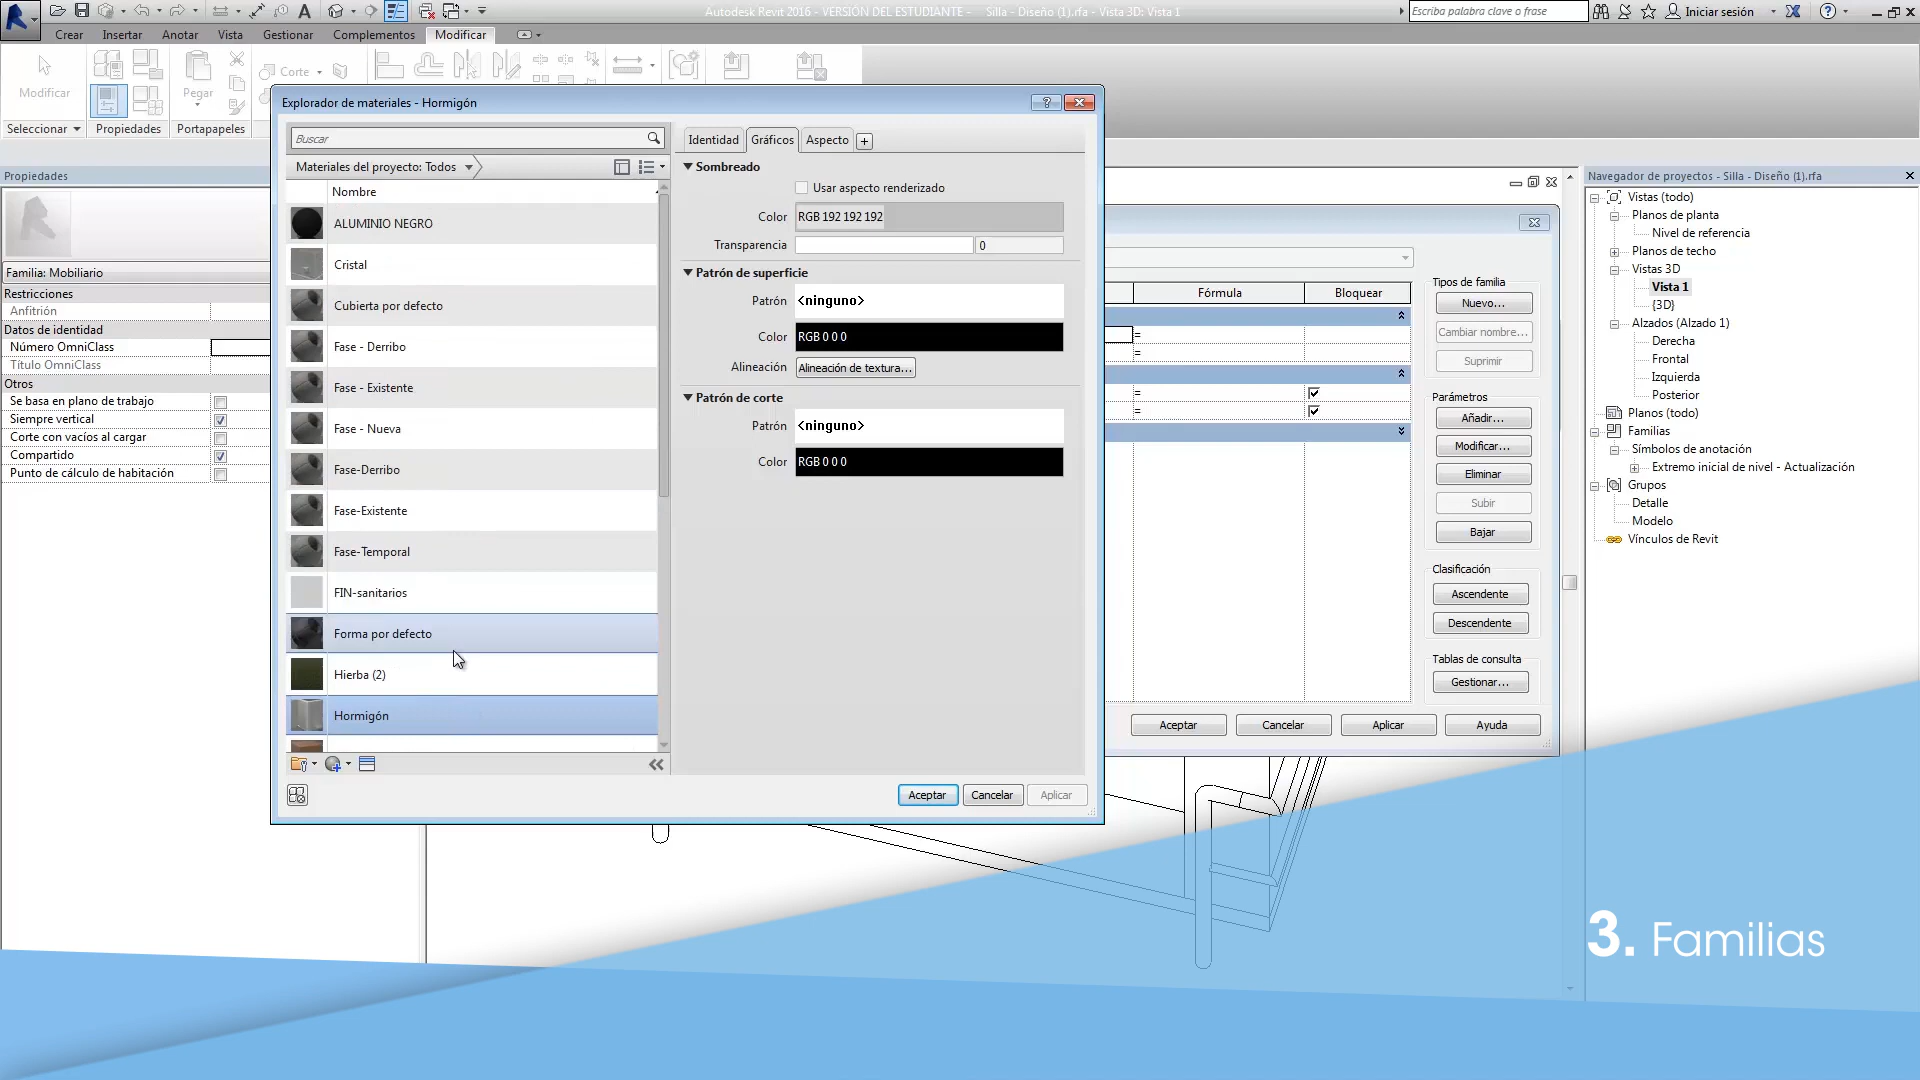 Autodesk Revit 2016 - VERSIÓN DEL ESTUDIANTE - Silla - Diseño (1).rfa - Vista 3D: Vista 1
Escriba palabra clave o frase
Iniciar sesión
Crear Insertar Anotar Vista Gestionar Complementos Modificar
Modificar
Pegar
Corte
Seleccionar Propiedades Portapapeles
Propiedades
Familia: Mobiliario
Restricciones
Anfitrión
Datos de identidad
Número OmniClass
Título OmniClass
Otros
Se basa en plano de trabajo
Siempre vertical
Corte con vacíos al cargar
Compartido
Punto de cálculo de habitación
Explorador de materiales - Hormigón
Buscar
Materiales del proyecto: Todos
Nombre
ALUMINIO NEGRO
Cristal
Cubierta por defecto
Fase - Derribo
Fase - Existente
Fase - Nueva
Fase-Derribo
Fase-Existente
Fase-Temporal
FIN-sanitarios
Forma por defecto
Hierba (2)
Hormigón
Identidad Gráficos Aspecto +
Sombreado
Usar aspecto renderizado
Color RGB 192 192 192
Transparencia 0
Patrón de superficie
Patrón <ninguno>
Color RGB 0 0 0
Alineación Alineación de textura...
Patrón de corte
Patrón <ninguno>
Color RGB 0 0 0
Aceptar Cancelar Aplicar
Fórmula Bloquear
=
=
=
=
Tipos de familia
Nuevo...
Cambiar nombre...
Suprimir
Parámetros
Añadir...
Modificar...
Eliminar
Subir
Bajar
Clasificación
Ascendente
Descendente
Tablas de consulta
Gestionar...
Aceptar Cancelar Aplicar Ayuda
Navegador de proyectos - Silla - Diseño (1).rfa
Vistas (todo)
Planos de planta
Nivel de referencia
Planos de techo
Vistas 3D
Vista 1
{3D}
Alzados (Alzado 1)
Derecha
Frontal
Izquierda
Posterior
Planos (todo)
Familias
Símbolos de anotación
Extremo inicial de nivel - Actualización
Grupos
Detalle
Modelo
Vínculos de Revit
3. Familias